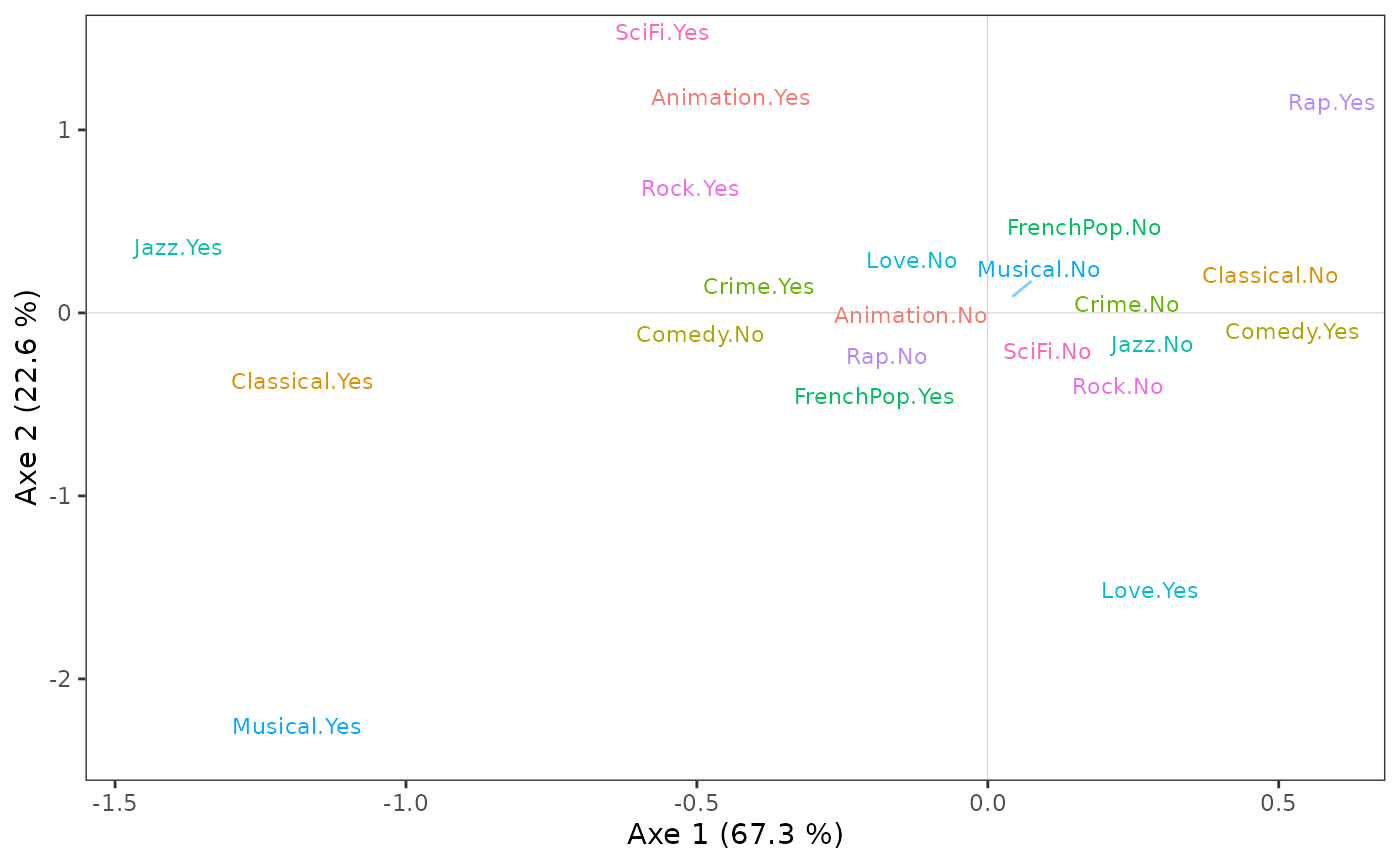 SciFi.Yes
Animation.Yes
Rap.Yes
1
Rock.Yes
FrenchPop.No
Jazz.Yes
Love.No
Musical.No
Classical.No
Crime.Yes
Crime.No
0
Animation.No
Comedy.No
Comedy.Yes
Jazz.No
SciFi.No
Rap.No
Classical.Yes
Rock.No
FrenchPop.Yes
Axe 2 (22.6 %)
-1
Love.Yes
-2
Musical.Yes
-1.5 -1.0 -0.5 0.0 0.5
Axe 1 (67.3 %)